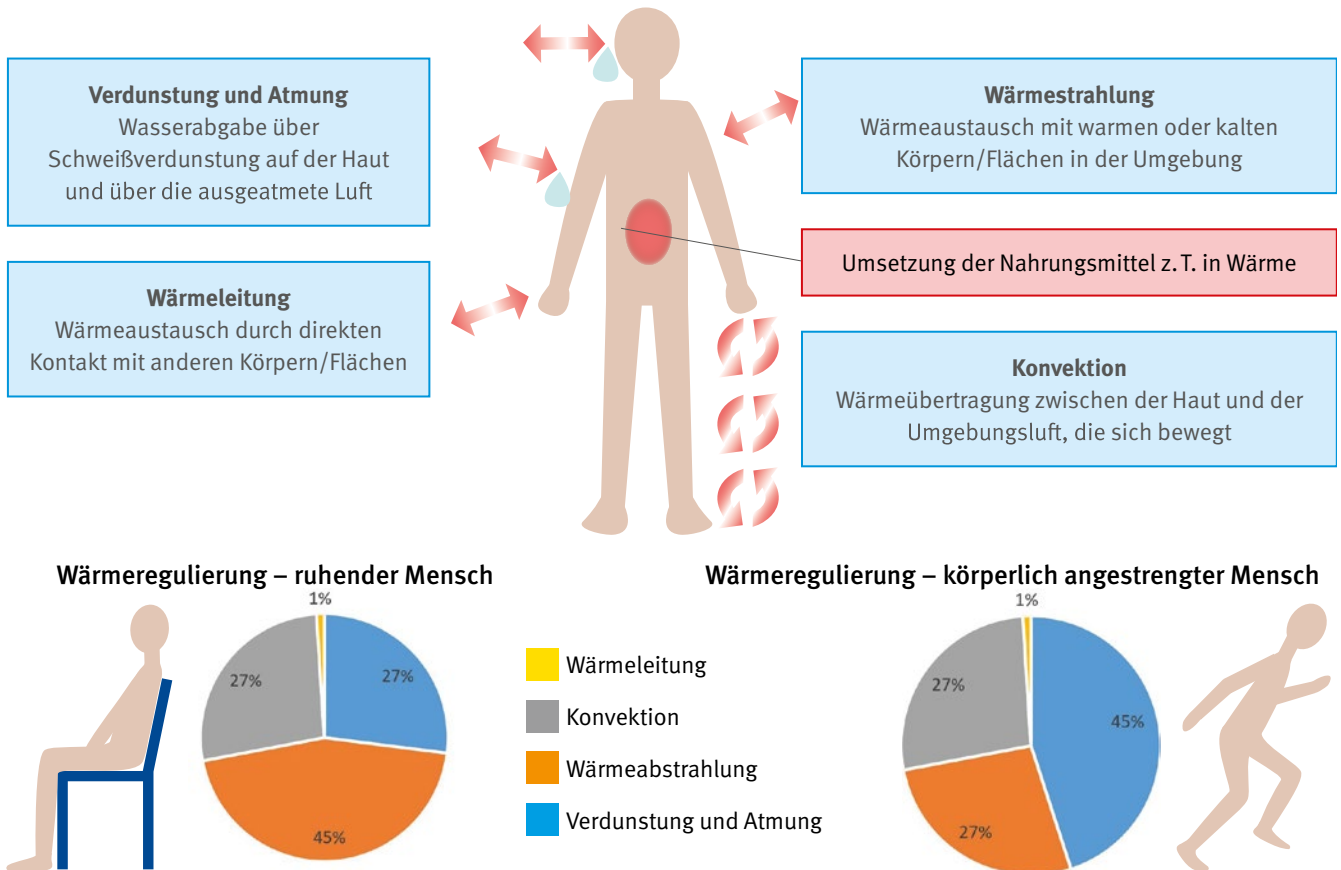 Verdunstung und Atmung
Wasserabgabe über
Schweißverdunstung auf der Haut
und über die ausgeatmete Luft
Wärmeleitung
Wärmeaustausch durch direkten
Kontakt mit anderen Körpern/Flächen
Wärmestrahlung
Wärmeaustausch mit warmen oder kalten
Körpern/Flächen in der Umgebung
Umsetzung der Nahrungsmittel z. T. in Wärme
Konvektion
Wärmeübertragung zwischen der Haut und der
Umgebungsluft, die sich bewegt
Wärmeregulierung – ruhender Mensch
1%
27%
27%
45%
Wärmeleitung
Konvektion
Wärmeabstrahlung
Verdunstung und Atmung
Wärmeregulierung – körperlich angestrengter Mensch
1%
27%
45%
27%